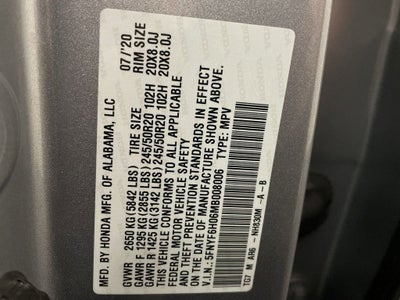 MFD. BY HONDA MFG. OF ALABAMA, LLC 07/'20
TIRE SIZE RIM SIZE
GVWR 2650 KG (5842 LBS)
GAWR F 1295 KG (2855 LBS) 245/50R20 102H 20X8.0J
GAWR R 1425 KG (3142 LBS) 245/50R20 102H 20X8.0J
THIS VEHICLE CONFORMS TO ALL APPLICABLE
FEDERAL MOTOR VEHICLE SAFETY
AND THEFT PREVENTION STANDARDS IN EFFECT
ON THE DATE OF MANUFACTURE SHOWN ABOVE.
V.I.N.: 5FNYF6H06MB008006 TYPE: MPV
TG7 M AR6 - NH830M - A - B